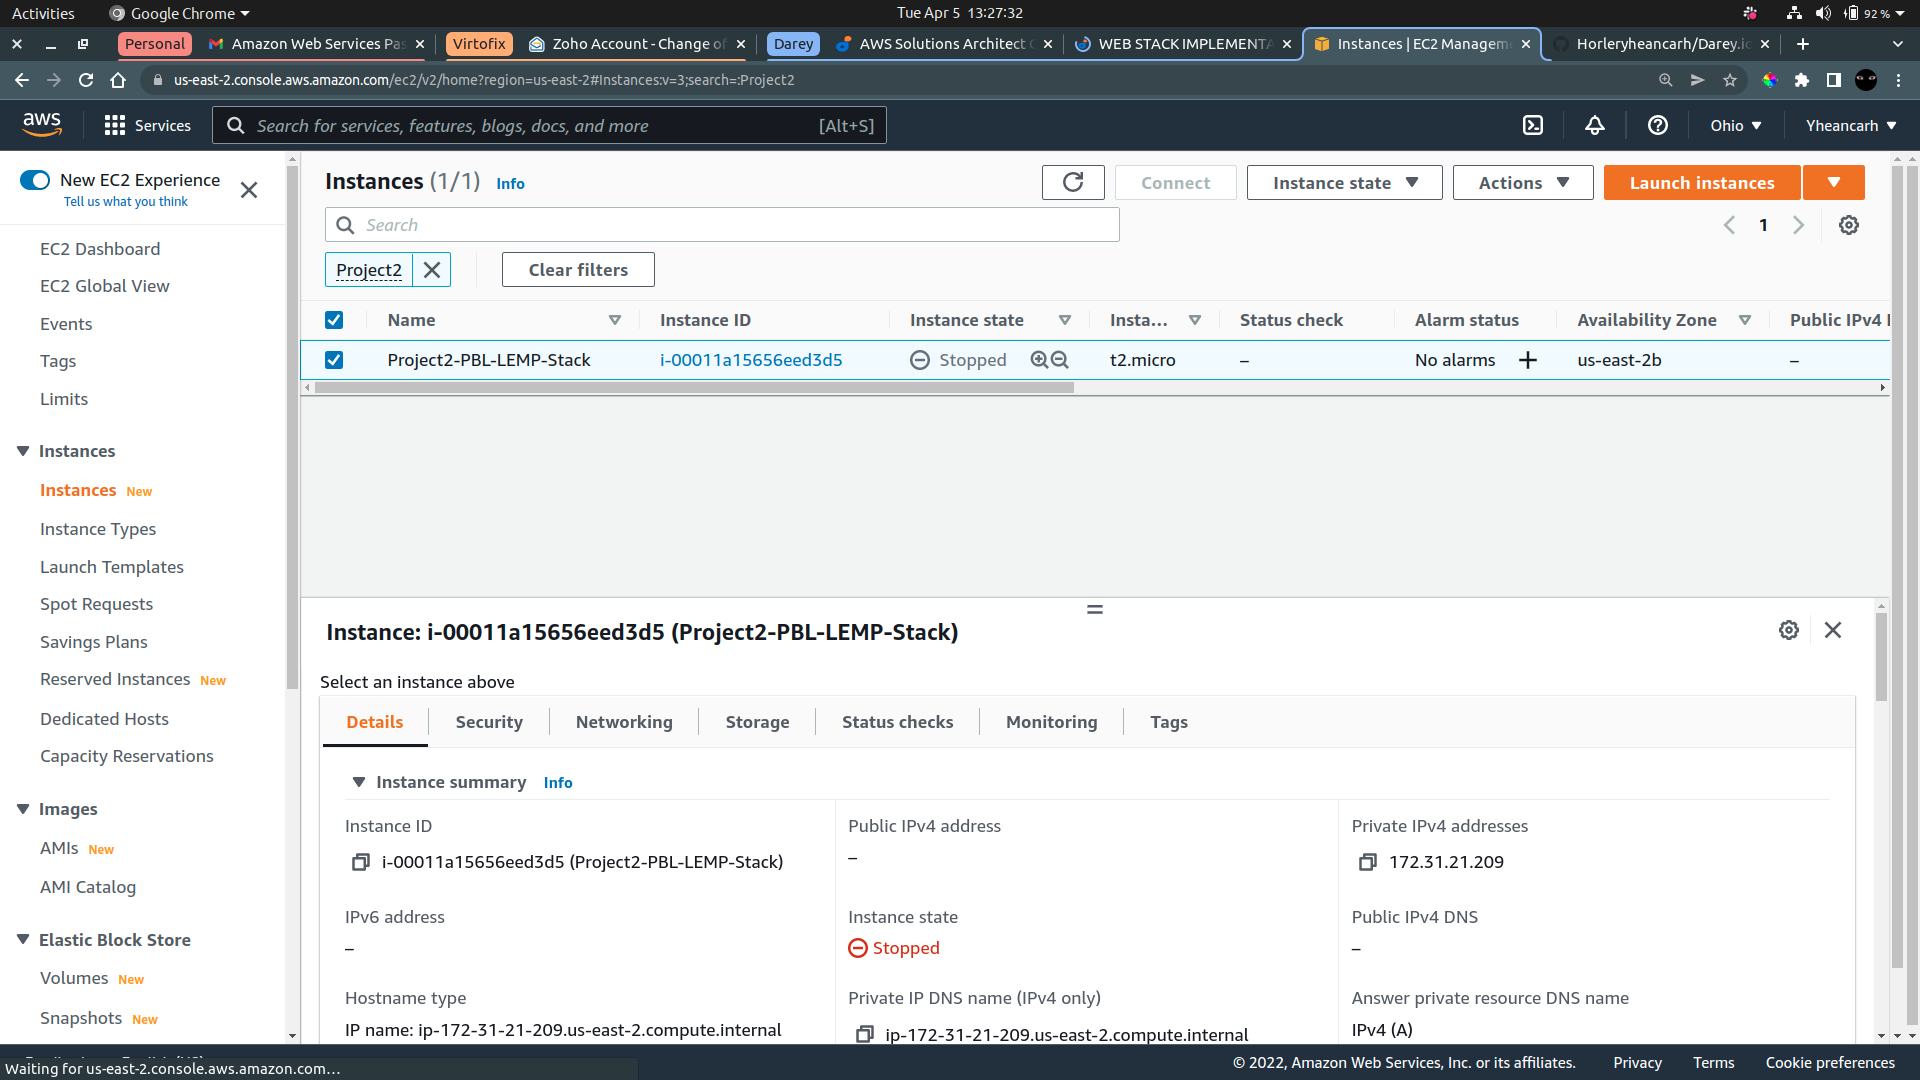 Activities Google Chrome Tue Apr 5 13:27:32 92 %
Personal Amazon Web Services Pas Virtofix Zoho Account - Change of Darey AWS Solutions Architect WEB STACK IMPLEMENTA Instances | EC2 Managem Horleryheancarh/Darey.i
us-east-2.console.aws.amazon.com/ec2/v2/home?region=us-east-2#Instances:v=3;search=:Project2
aws Services Search for services, features, blogs, docs, and more [Alt+S] Ohio Yheancarh
New EC2 Experience
Tell us what you think
EC2 Dashboard
EC2 Global View
Events
Tags
Limits
Instances
Instances New
Instance Types
Launch Templates
Spot Requests
Savings Plans
Reserved Instances New
Dedicated Hosts
Capacity Reservations
Images
AMIs New
AMI Catalog
Elastic Block Store
Volumes New
Snapshots New
Instances (1/1) Info Connect Instance state Actions Launch instances
Search 1
Project2 Clear filters
Name Instance ID Instance state Insta... Status check Alarm status Availability Zone Public IPv4
Project2-PBL-LEMP-Stack i-00011a15656eed3d5 Stopped t2.micro – No alarms us-east-2b –
Instance: i-00011a15656eed3d5 (Project2-PBL-LEMP-Stack)
Select an instance above
Details Security Networking Storage Status checks Monitoring Tags
Instance summary Info
Instance ID Public IPv4 address Private IPv4 addresses
i-00011a15656eed3d5 (Project2-PBL-LEMP-Stack) – 172.31.21.209
IPv6 address Instance state Public IPv4 DNS
– Stopped –
Hostname type Private IP DNS name (IPv4 only) Answer private resource DNS name
IP name: ip-172-31-21-209.us-east-2.compute.internal ip-172-31-21-209.us-east-2.compute.internal IPv4 (A)
Waiting for us-east-2.console.aws.amazon.com... © 2022, Amazon Web Services, Inc. or its affiliates. Privacy Terms Cookie preferences